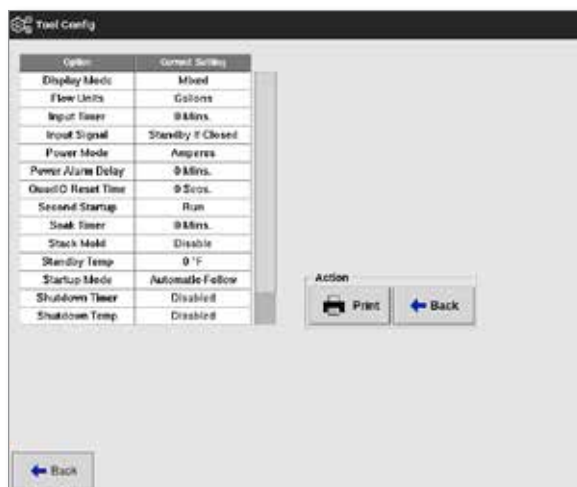 Tool Config
Option Current Setting
Display Mode Mixed
Flow Units Gallons
Input Timer 0 Mins.
Input Signal Standby If Closed
Power Mode Amperes
Power Alarm Delay 0 Mins.
QuadIO Reset Time 0 Secs.
Second Startup Run
Soak Timer 0 Mins.
Stack Mold Disable
Standby Temp 0 °F
Startup Mode Automatic-Follow
Shutdown Timer Disabled
Shutdown Temp Disabled
Action
Print Back
Back